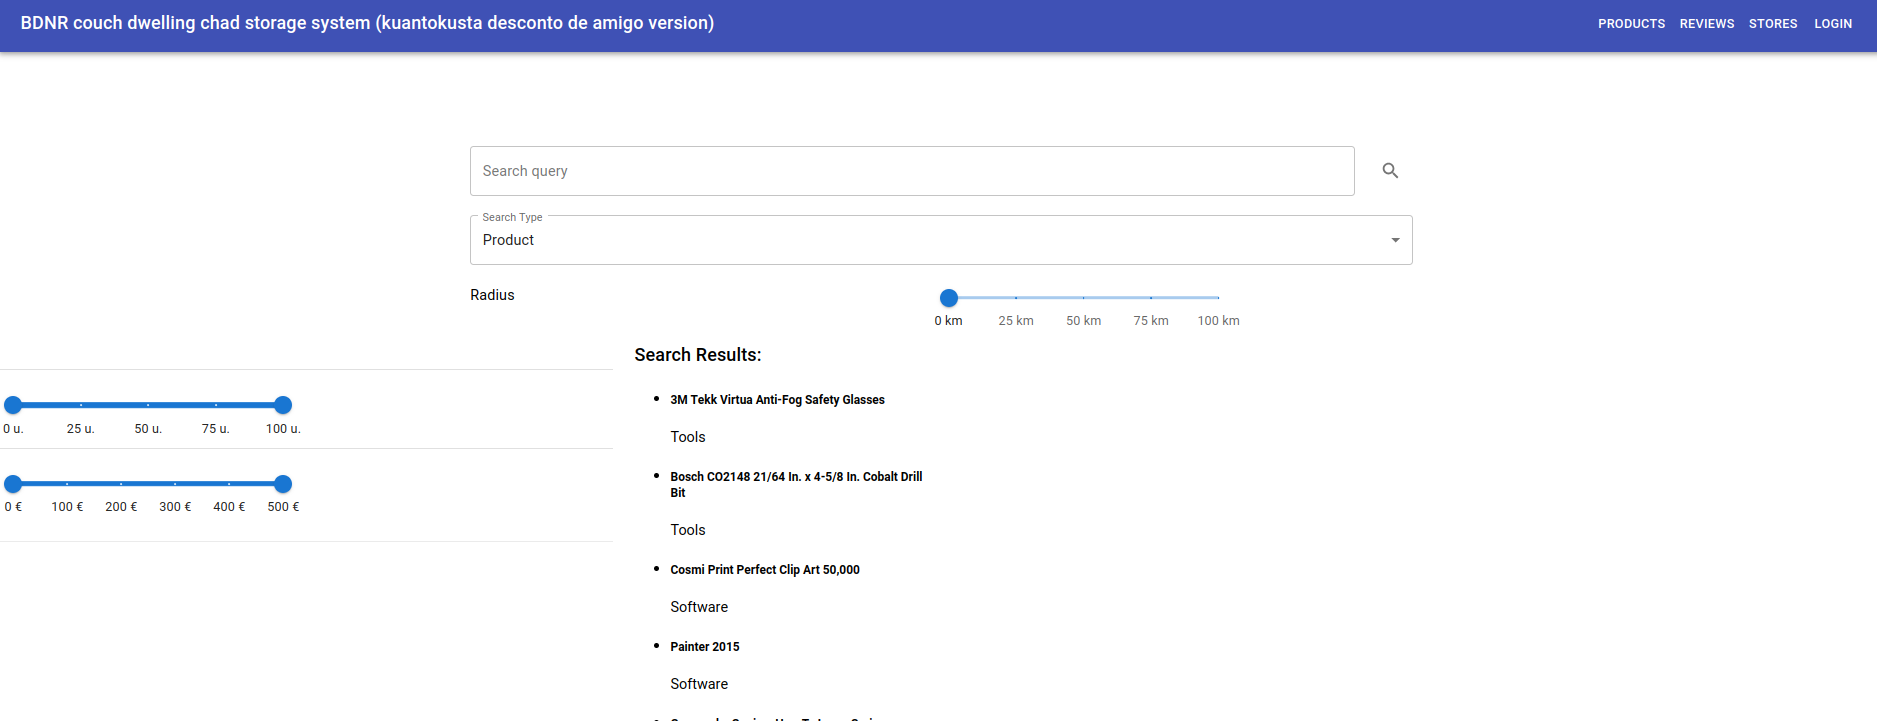 BDNR couch dwelling chad storage system (kuantokusta desconto de amigo version)
PRODUCTS REVIEWS STORES LOGIN
Search query
Search Type
Product
Radius
0 km 25 km 50 km 75 km 100 km
Search Results:
0 u. 25 u. 50 u. 75 u. 100 u.
0 € 100 € 200 € 300 € 400 € 500 €
3M Tekk Virtua Anti-Fog Safety Glasses
Tools
Bosch CO2148 21/64 In. x 4-5/8 In. Cobalt Drill
Bit
Tools
Cosmi Print Perfect Clip Art 50,000
Software
Painter 2015
Software